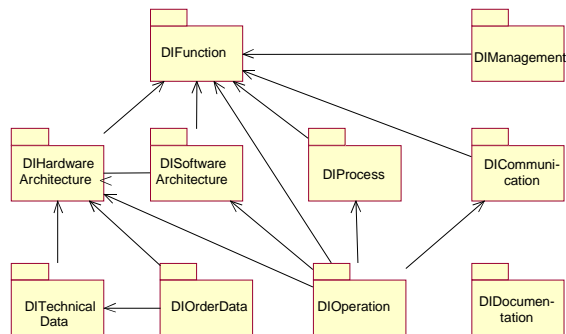 DIFunction
DIManagement
DIHardware
Architecture
DISoftware
Architecture
DIProcess
DICommuni-
cation
DITechnical
Data
DIOrderData
DIOperation
DIDocumen-
tation